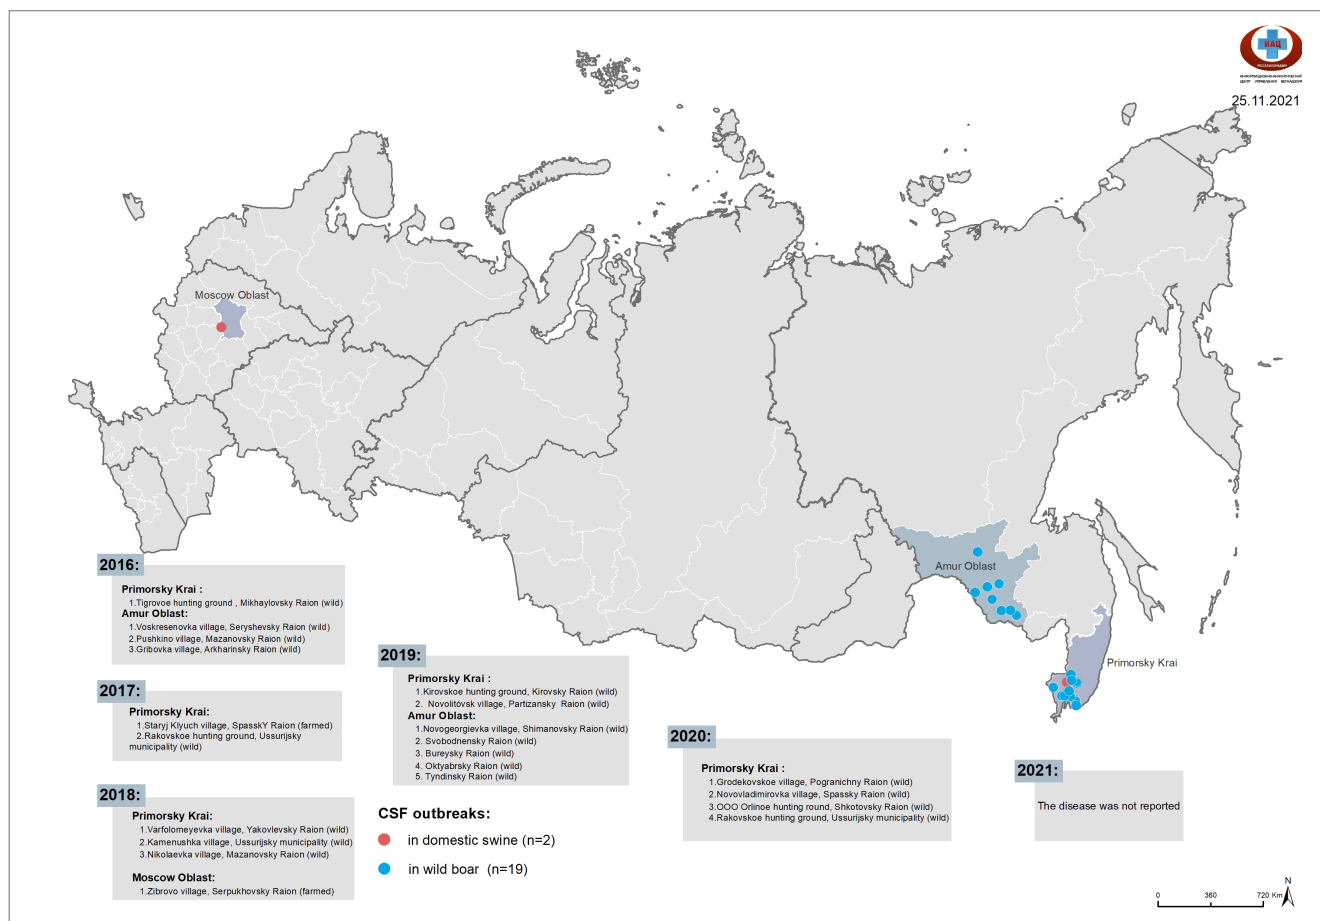 ИАЦ
РОССЕЛЬХОЗНАДЗОР
ИНФОРМАЦИОННО-АНАЛИТИЧЕСКИЙ
ЦЕНТР УПРАВЛЕНИЯ ВЕТНАДЗОРА
25.11.2021
Moscow Oblast
Amur Oblast
Primorsky Krai
2016:
Primorsky Krai :
1.Tigrovoe hunting ground , Mikhaylovsky Raion (wild)
Amur Oblast:
1.Voskresenovka village, Seryshevsky Raion (wild)
2.Pushkino village, Mazanovsky Raion (wild)
3.Gribovka village, Arkharinsky Raion (wild)
2017:
Primorsky Krai:
1.Staryj Klyuch village, SpasskY Raion (farmed)
2.Rakovskoe hunting ground, Ussurijsky
municipality (wild)
2018:
Primorsky Krai:
1.Varfolomeyevka village, Yakovlevsky Raion (wild)
2.Kamenushka village, Ussurijsky municipality (wild)
3.Nikolaevka village, Mazanovsky Raion (wild)
Moscow Oblast:
1.Zibrovo village, Serpukhovsky Raion (farmed)
2019:
Primorsky Krai :
1.Kirovskoe hunting ground, Kirovsky Raion (wild)
2. Novolitóvsk village, Partizansky Raion (wild)
Amur Oblast:
1.Novogeorgievka village, Shimanovsky Raion (wild)
2. Svobodnensky Raion (wild)
3. Bureysky Raion (wild)
4. Oktyabrsky Raion (wild)
5. Tyndinsky Raion (wild)
CSF outbreaks:
in domestic swine (n=2)
in wild boar (n=19)
2020:
Primorsky Krai :
1.Grodekovskoe village, Pogranichny Raion (wild)
2.Novovladimirovka village, Spassky Raion (wild)
3.OOO Orlinoe hunting round, Shkotovsky Raion (wild)
4.Rakovskoe hunting ground, Ussurijsky municipality (wild)
2021:
The disease was not reported
N
0 360 720 Km